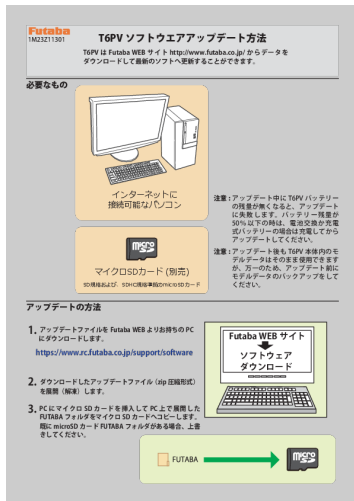 Futaba
1M23Z11301
T6PV ソフトウエアアップデート方法
T6PV は Futaba WEB サイト http://www.futaba.co.jp/ からデータを
ダウンロードして最新のソフトへ更新することができます。
必要なもの
インターネットに
接続可能なパソコン
micro
SD
マイクロSDカード (別売)
SD規格および、SDHC規格準拠のmicroSDカード
注意：アップデート中に T6PV バッテリー
の残量が無くなると、アップデート
に失敗します。バッテリー残量が
50% 以下の時は、電池交換か充電
式バッテリーの場合は充電してから
アップデートしてください。
注意：アップデート後も T6PV 本体内のモ
デルデータはそのまま使用できます
が、万一のため、アップデート前に
モデルデータのバックアップをして
ください。
アップデートの方法
1. アップデートファイルを Futaba WEB よりお持ちの PC
にダウンロードします。
https://www.rc.futaba.co.jp/support/software
2. ダウンロードしたアップデートファイル（zip 圧縮形式）
を展開（解凍）します。
3. PC にマイクロ SD カードを挿入して PC 上で展開した
FUTABA フォルダをマイクロ SD カードへコピーします。
既に microSD カード FUTABA フォルダがある場合、上書
きしてください。
Futaba WEB サイト
ソフトウェア
ダウンロード
FUTABA
micro
SD